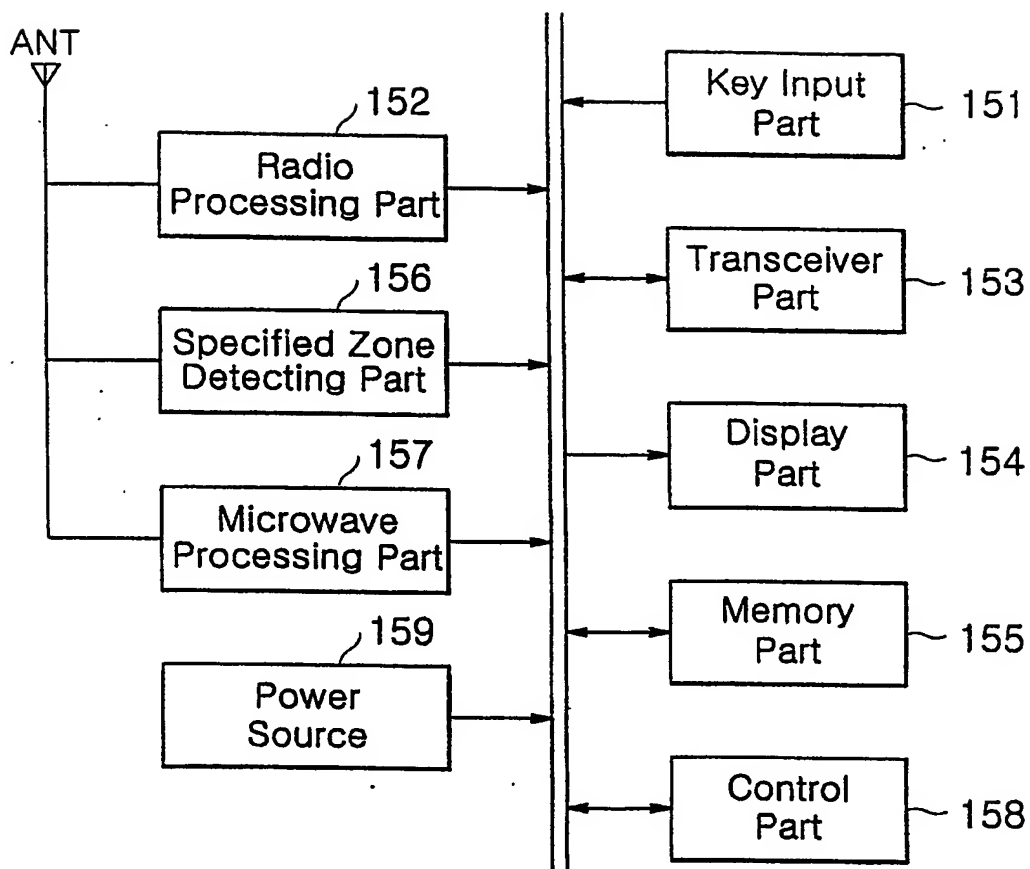 ANT
152
Radio
Processing Part
156
Specified Zone
Detecting Part
157
Microwave
Processing Part
159
Power
Source
Key Input
Part
151
Transceiver
Part
153
Display
Part
154
Memory
Part
155
Control
Part
158